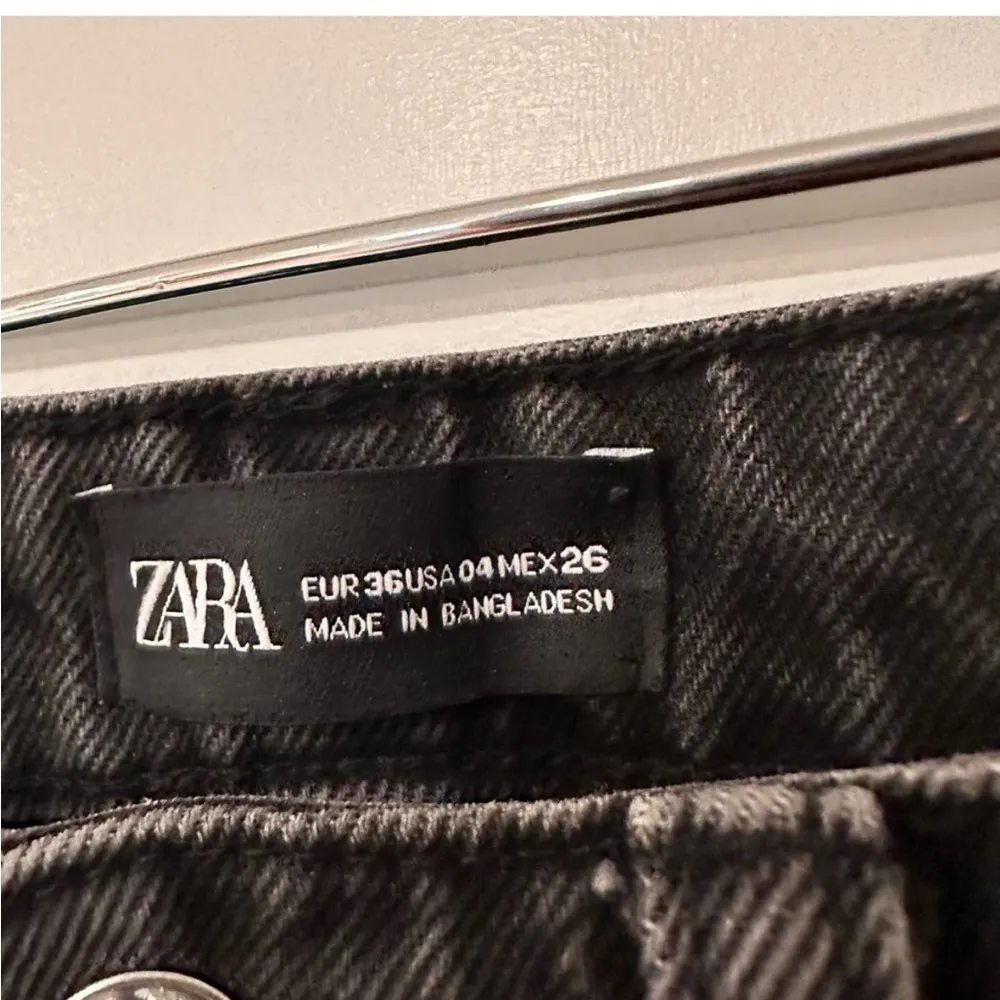 ZARA
EUR 36 USA 04 MEX 26
MADE IN BANGLADESH